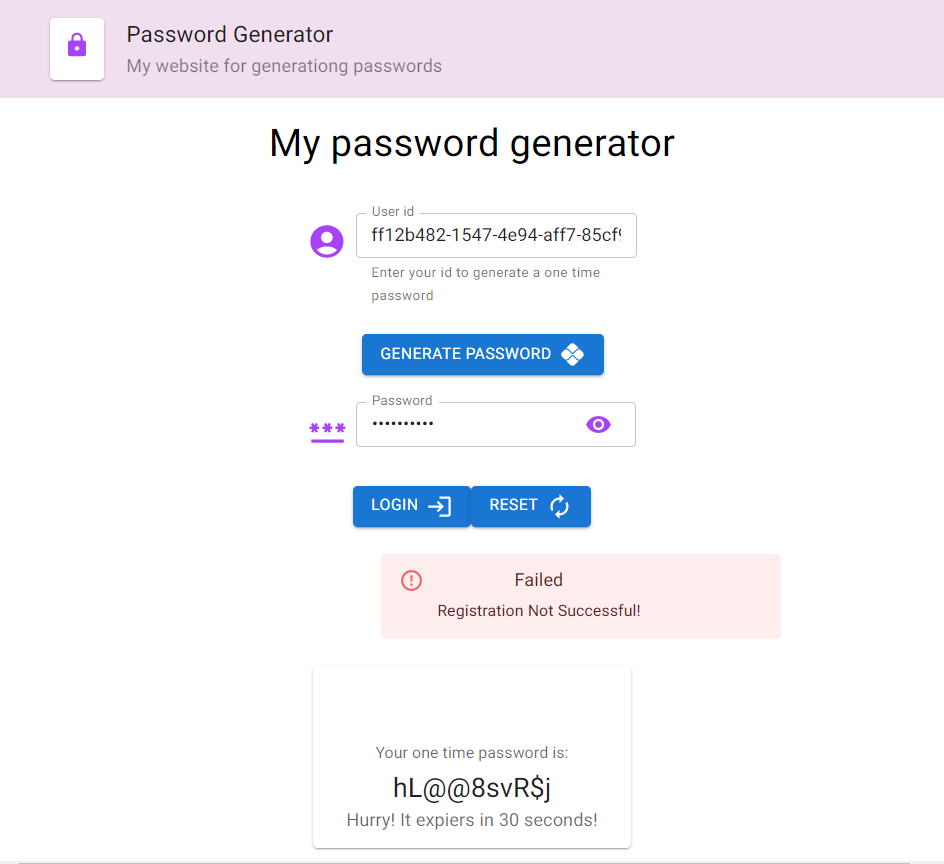 Password Generator
My website for generationg passwords
My password generator
User id
ff12b482-1547-4e94-aff7-85cf
Enter your id to generate a one time
password
GENERATE PASSWORD
Password
••••••••••
***
LOGIN
RESET
Failed
Registration Not Successful!
Your one time password is:
hL@@8svR$j
Hurry! It expiers in 30 seconds!